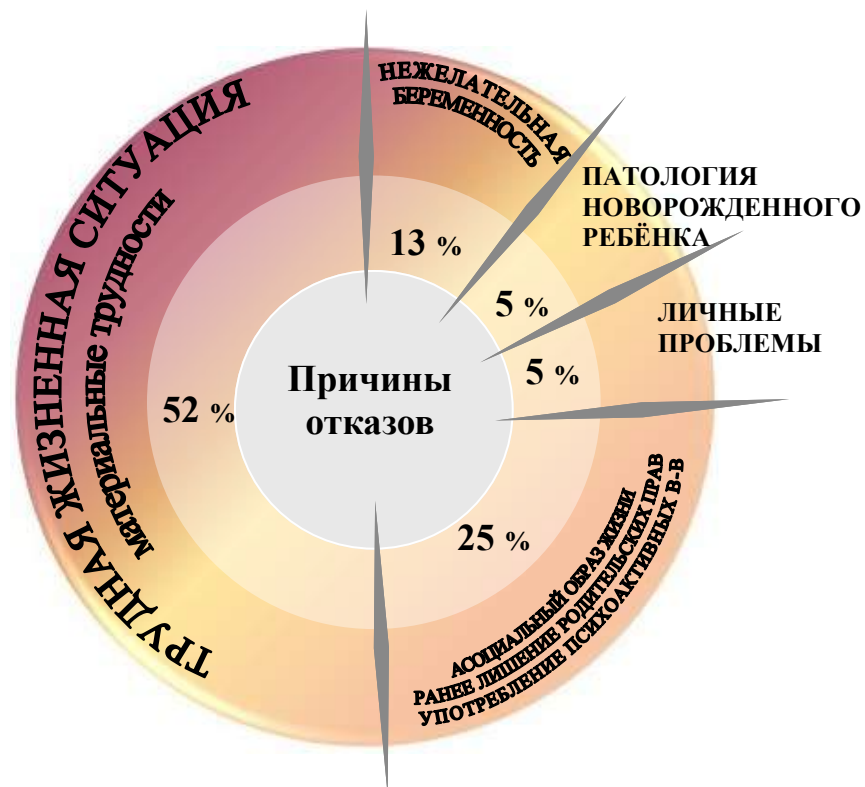 ТРУДНАЯ ЖИЗНЕННАЯ СИТУАЦИЯ
материальные трудности
52 %
НЕЖЕЛАТЕЛЬНАЯ
БЕРЕМЕННОСТЬ
13 %
ПАТОЛОГИЯ
НОВОРОЖДЕННОГО
РЕБЁНКА
5 %
ЛИЧНЫЕ
ПРОБЛЕМЫ
5 %
Причины
отказов
25 %
АСОЦИАЛЬНЫЙ ОБРАЗ ЖИЗНИ
РАНЕЕ ЛИШЕНИЕ РОДИТЕЛЬСКИХ ПРАВ
УПОТРЕБЛЕНИЕ ПСИХОАКТИВНЫХ В-В